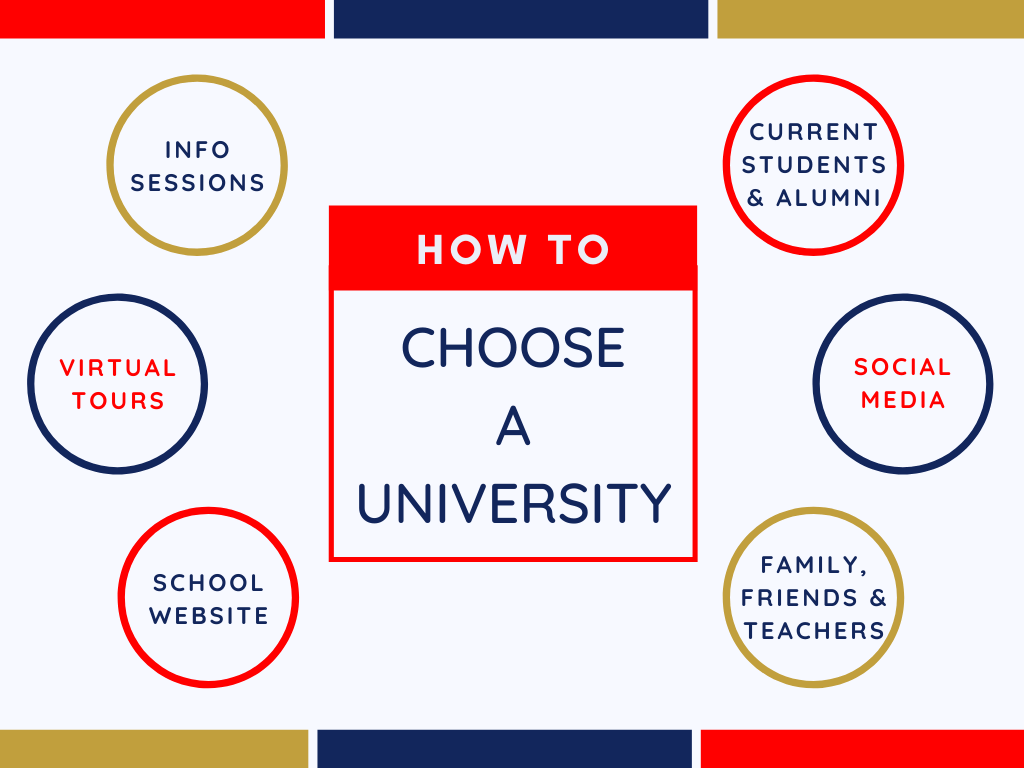 INFO
SESSIONS
CURRENT
STUDENTS
& ALUMNI
HOW TO
CHOOSE
A
UNIVERSITY
VIRTUAL
TOURS
SOCIAL
MEDIA
SCHOOL
WEBSITE
FAMILY,
FRIENDS &
TEACHERS